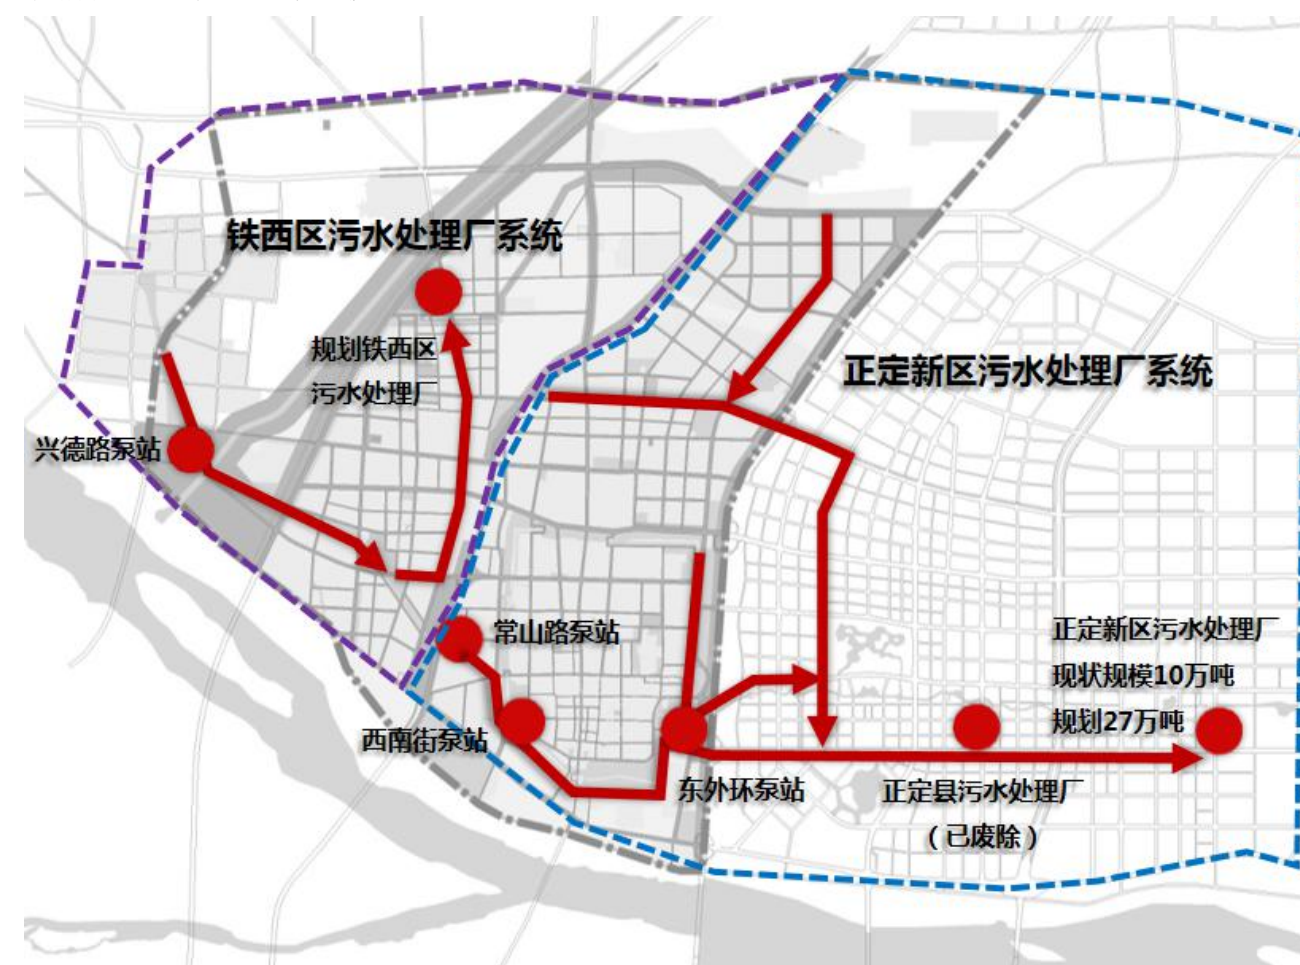 铁西区污水处理厂系统
规划铁西区
污水处理厂
正定新区污水处理厂系统
兴德路泵站
常山路泵站
正定新区污水处理厂
现状规模10万吨
规划27万吨
西南街泵站
东外环泵站
正定县污水处理厂
（已废除）